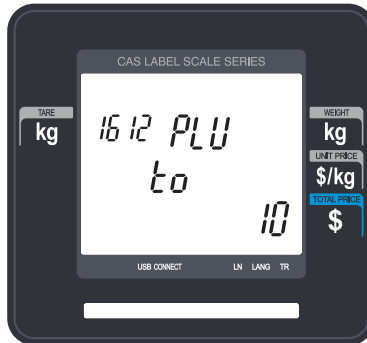 CAS LABEL SCALE SERIES
TARE
kg
1612 PLU
to
10
WEIGHT
kg
UNIT PRICE
$/kg
TOTAL PRICE
$
USB CONNECT LN LANG TR